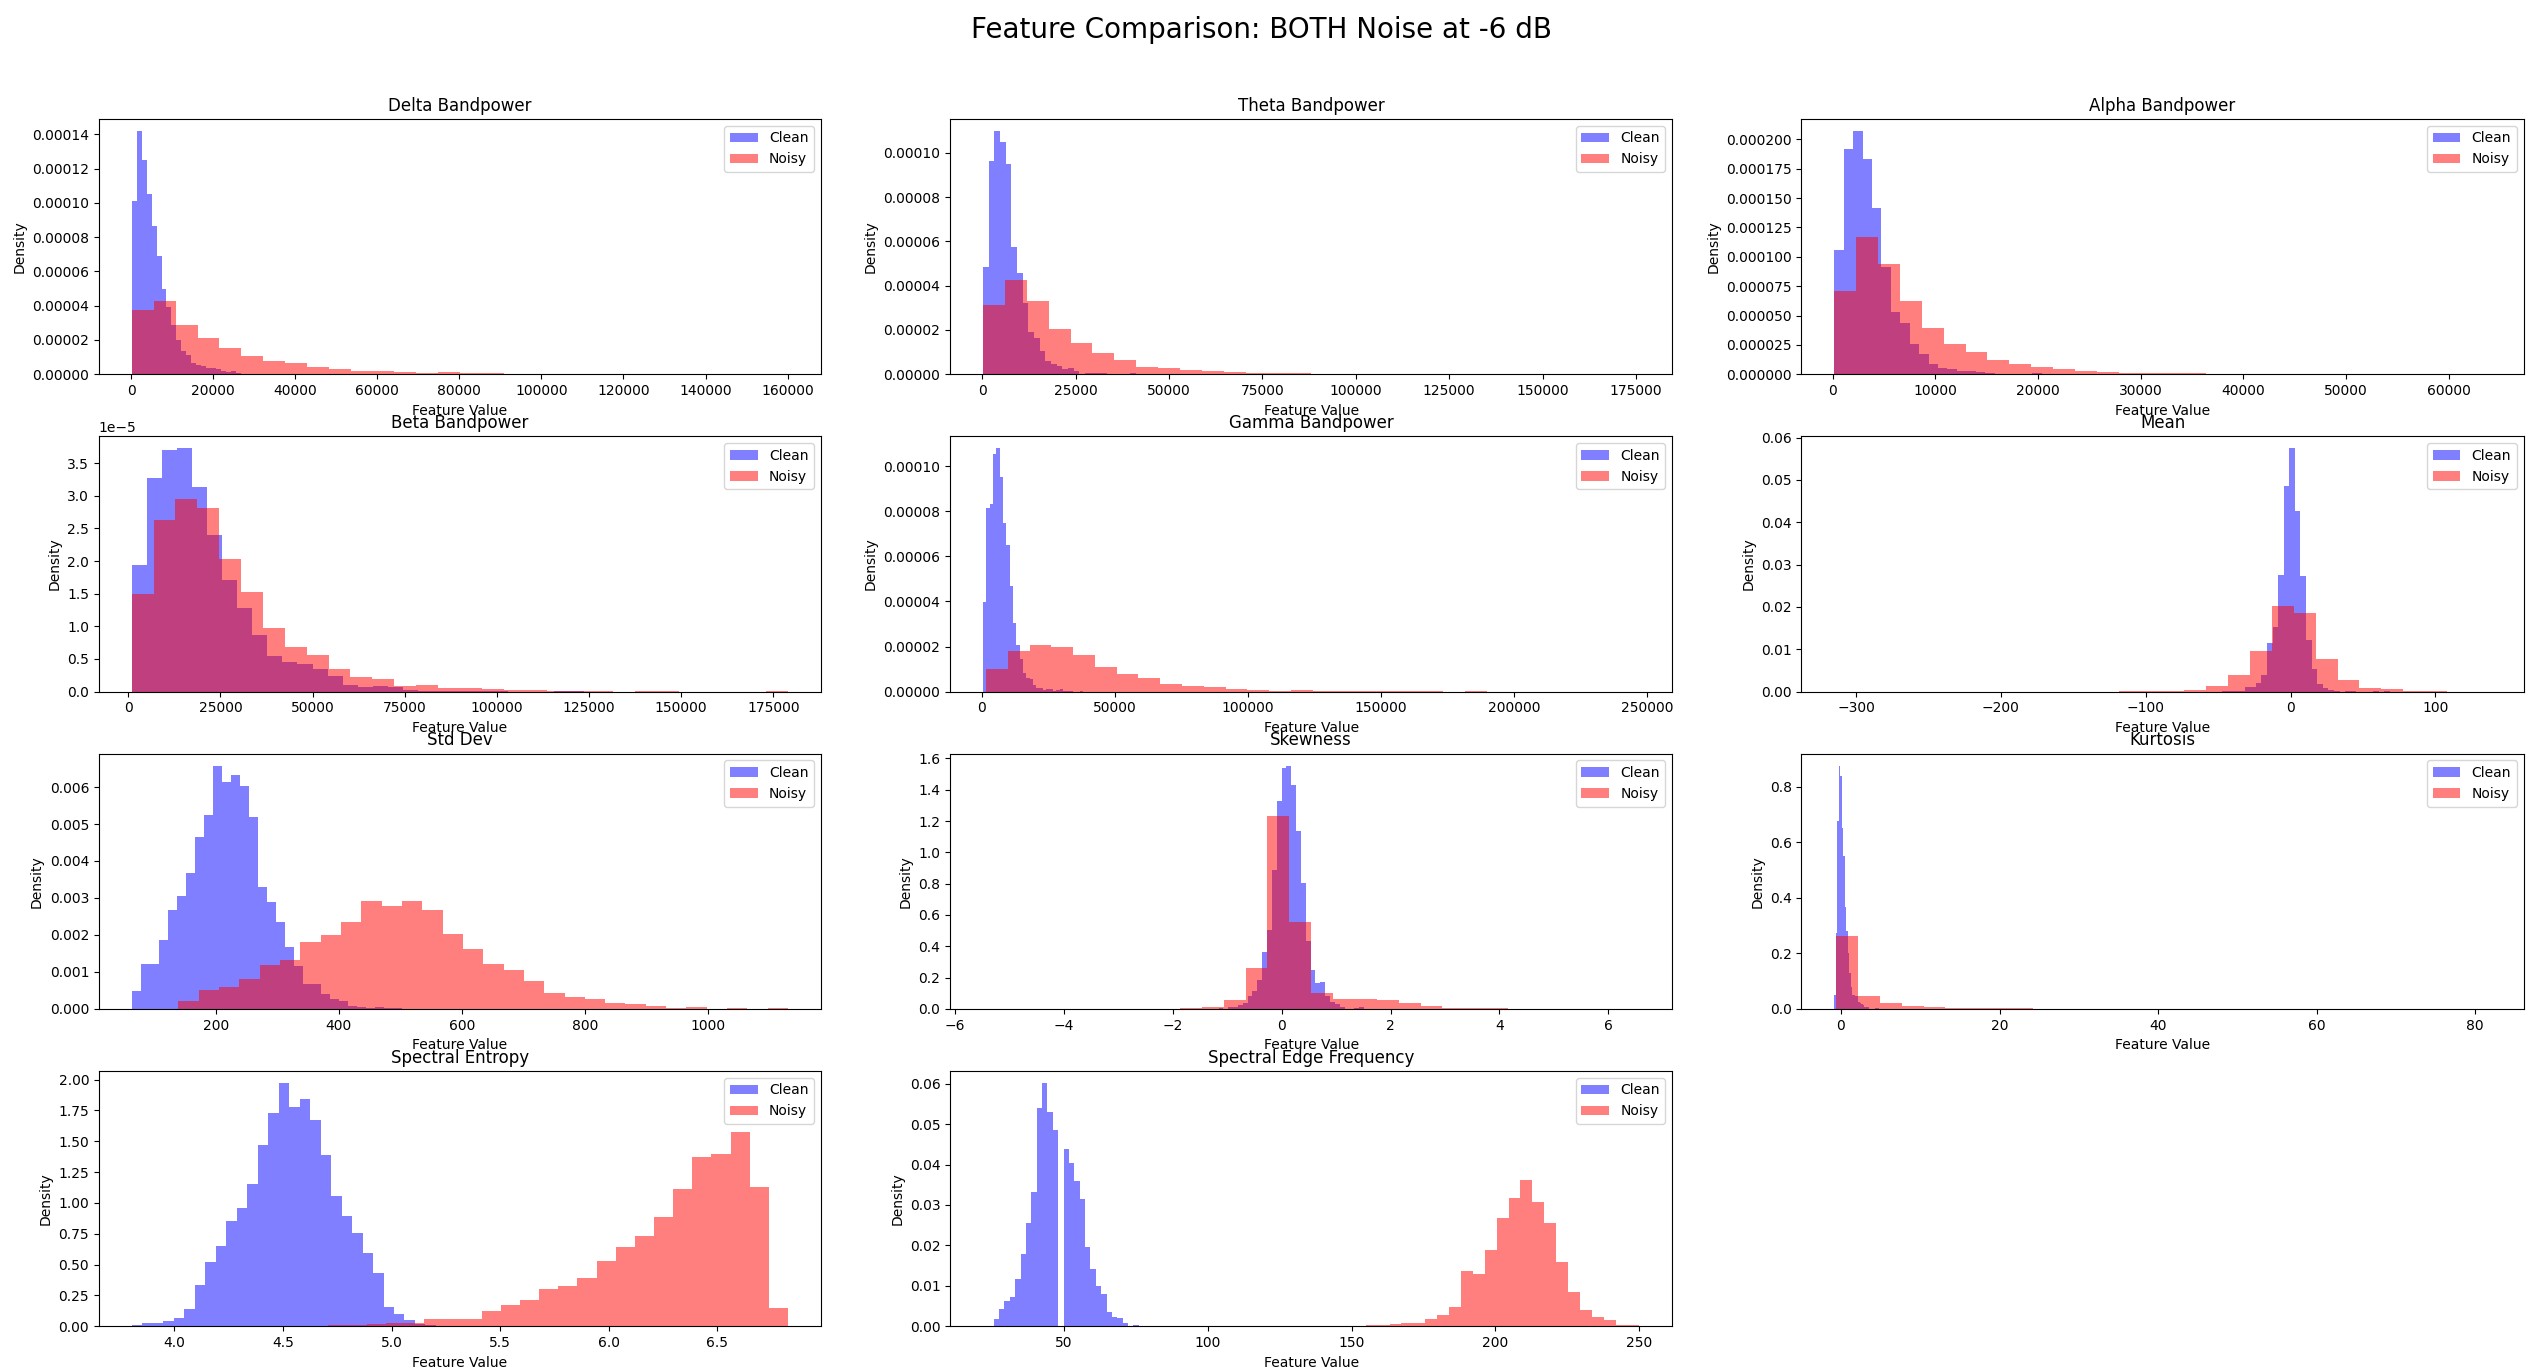 Feature Comparison: BOTH Noise at -6 dB
Delta Bandpower
Density
0.00014
0.00012
0.00010
0.00008
0.00006
0.00004
0.00002
0.00000
Clean
Noisy
0 20000 40000 60000 80000 100000 120000 140000 160000
Feature Value
Theta Bandpower
Density
0.00010
0.00008
0.00006
0.00004
0.00002
0.00000
Clean
Noisy
0 25000 50000 75000 100000 125000 150000 175000
Feature Value
Alpha Bandpower
Density
0.000200
0.000175
0.000150
0.000125
0.000100
0.000075
0.000050
0.000025
0.000000
Clean
Noisy
0 10000 20000 30000 40000 50000 60000
Feature Value
Beta Bandpower
1e−5
Density
3.5
3.0
2.5
2.0
1.5
1.0
0.5
0.0
Clean
Noisy
0 25000 50000 75000 100000 125000 150000 175000
Feature Value
Gamma Bandpower
Density
0.00010
0.00008
0.00006
0.00004
0.00002
0.00000
Clean
Noisy
0 50000 100000 150000 200000 250000
Feature Value
Mean
Density
0.06
0.05
0.04
0.03
0.02
0.01
0.00
Clean
Noisy
−300 −200 −100 0 100
Feature Value
Std Dev
Density
0.006
0.005
0.004
0.003
0.002
0.001
0.000
Clean
Noisy
200 400 600 800 1000
Feature Value
Skewness
Density
1.6
1.4
1.2
1.0
0.8
0.6
0.4
0.2
0.0
Clean
Noisy
−6 −4 −2 0 2 4 6
Feature Value
Kurtosis
Density
0.8
0.6
0.4
0.2
0.0
Clean
Noisy
0 20 40 60 80
Feature Value
Spectral Entropy
Density
2.00
1.75
1.50
1.25
1.00
0.75
0.50
0.25
0.00
Clean
Noisy
4.0 4.5 5.0 5.5 6.0 6.5
Feature Value
Spectral Edge Frequency
Density
0.06
0.05
0.04
0.03
0.02
0.01
0.00
Clean
Noisy
50 100 150 200 250
Feature Value